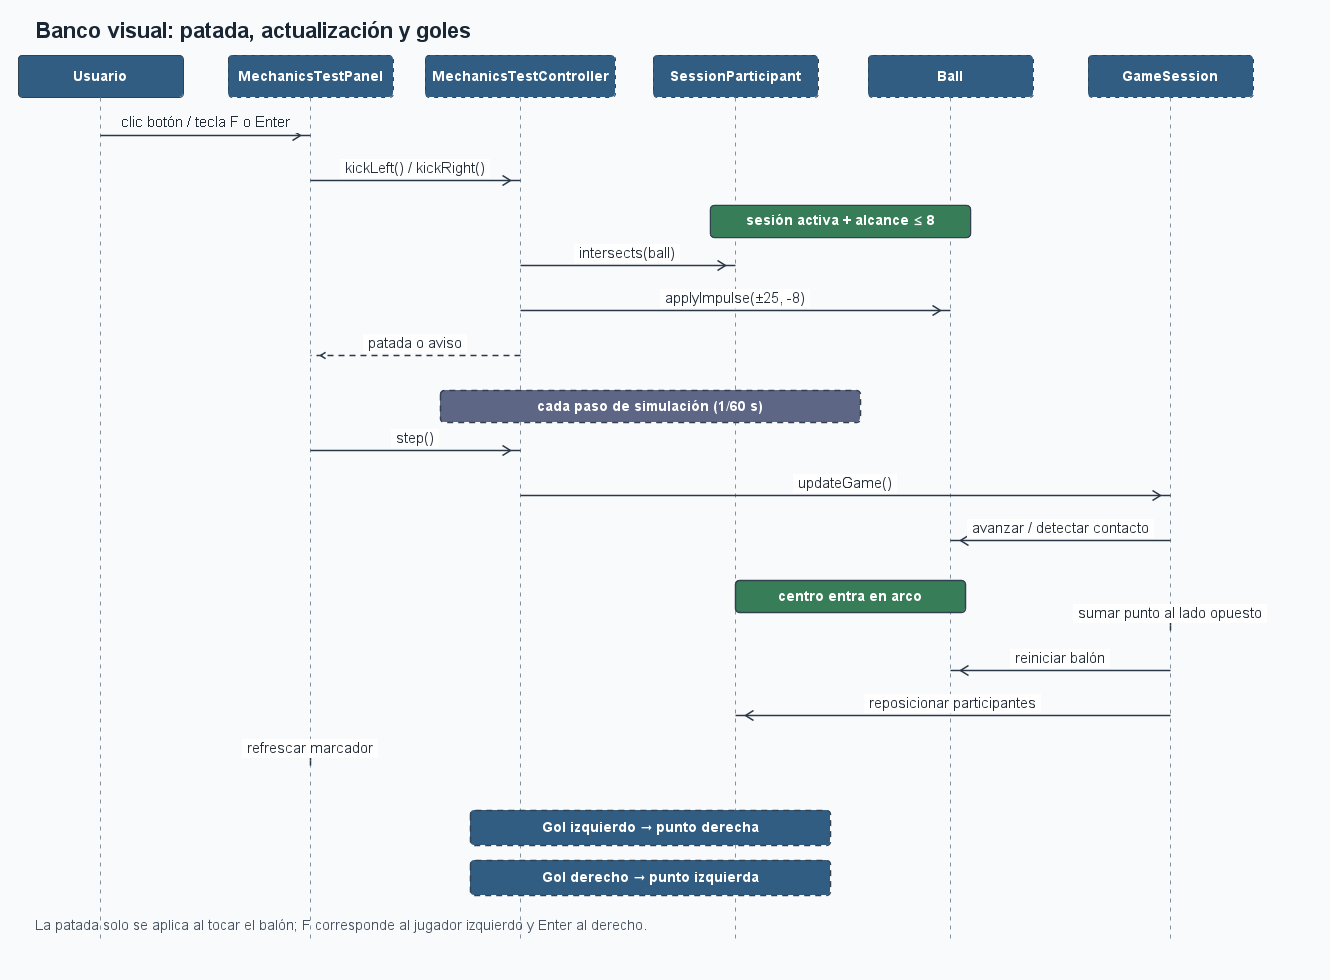 Banco visual: patada, actualización y goles
Usuario
MechanicsTestPanel
MechanicsTestController
SessionParticipant
Ball
GameSession
clic botón / tecla F o Enter
kickLeft() / kickRight()
sesión activa + alcance ≤ 8
intersects(ball)
applyImpulse(±25, -8)
patada o aviso
cada paso de simulación (1/60 s)
step()
updateGame()
avanzar / detectar contacto
centro entra en arco
sumar punto al lado opuesto
reiniciar balón
reposicionar participantes
refrescar marcador
Gol izquierdo → punto derecha
Gol derecho → punto izquierda
La patada solo se aplica al tocar el balón; F corresponde al jugador izquierdo y Enter al derecho.